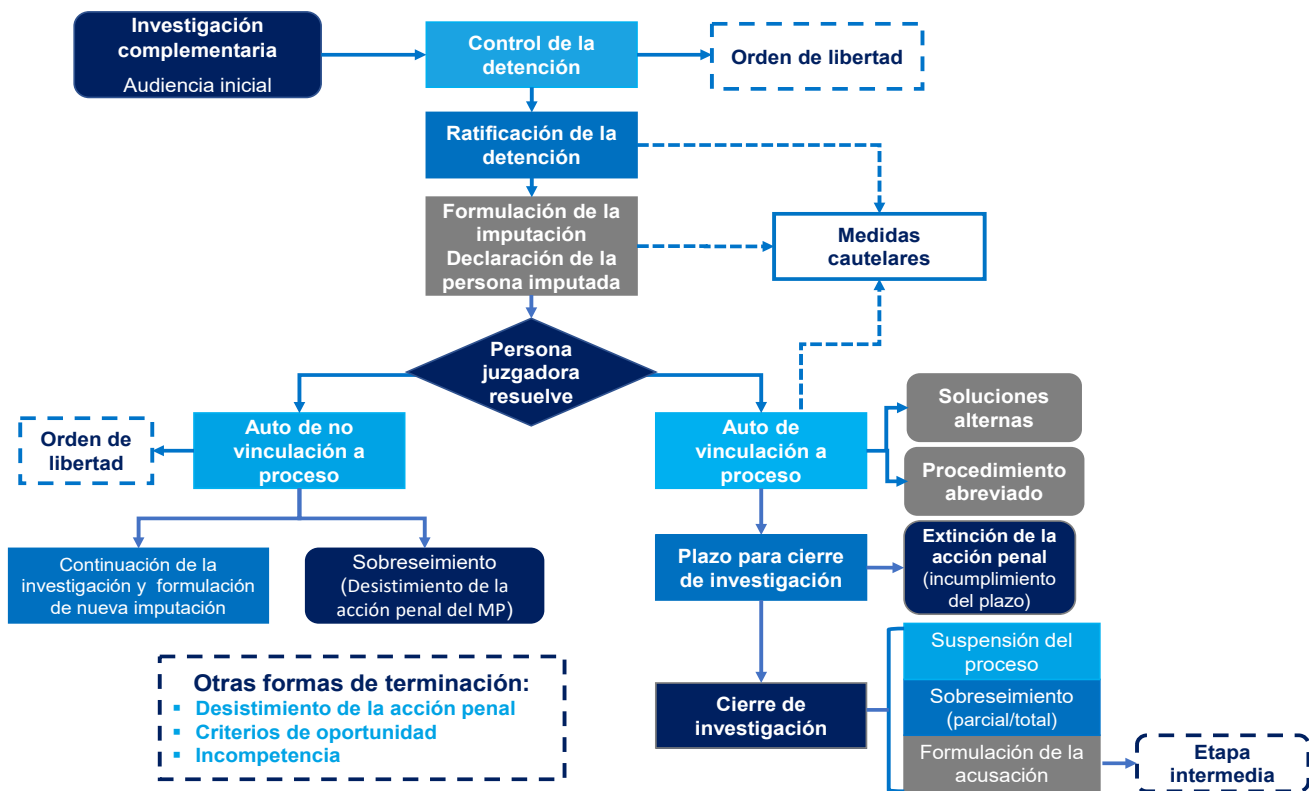 Investigación
complementaria
Audiencia inicial
Control de la
detención
Orden de libertad
Ratificación de la
detención
Formulación de la
imputación
Declaración de la
persona imputada
Medidas
cautelares
Persona
juzgadora
resuelve
Orden de
libertad
Auto de no
vinculación a
proceso
Auto de
vinculación a
proceso
Soluciones
alternas
Procedimiento
abreviado
Continuación de la
investigación y formulación
de nueva imputación
Sobreseimiento
(Desistimiento de la
acción penal del MP)
Plazo para cierre
de investigación
Extinción de la
acción penal
(incumplimiento
del plazo)
Otras formas de terminación:
▪ Desistimiento de la acción penal
▪ Criterios de oportunidad
▪ Incompetencia
Cierre de
investigación
Suspensión del
proceso
Sobreseimiento
(parcial/total)
Formulación de la
acusación
Etapa
intermedia